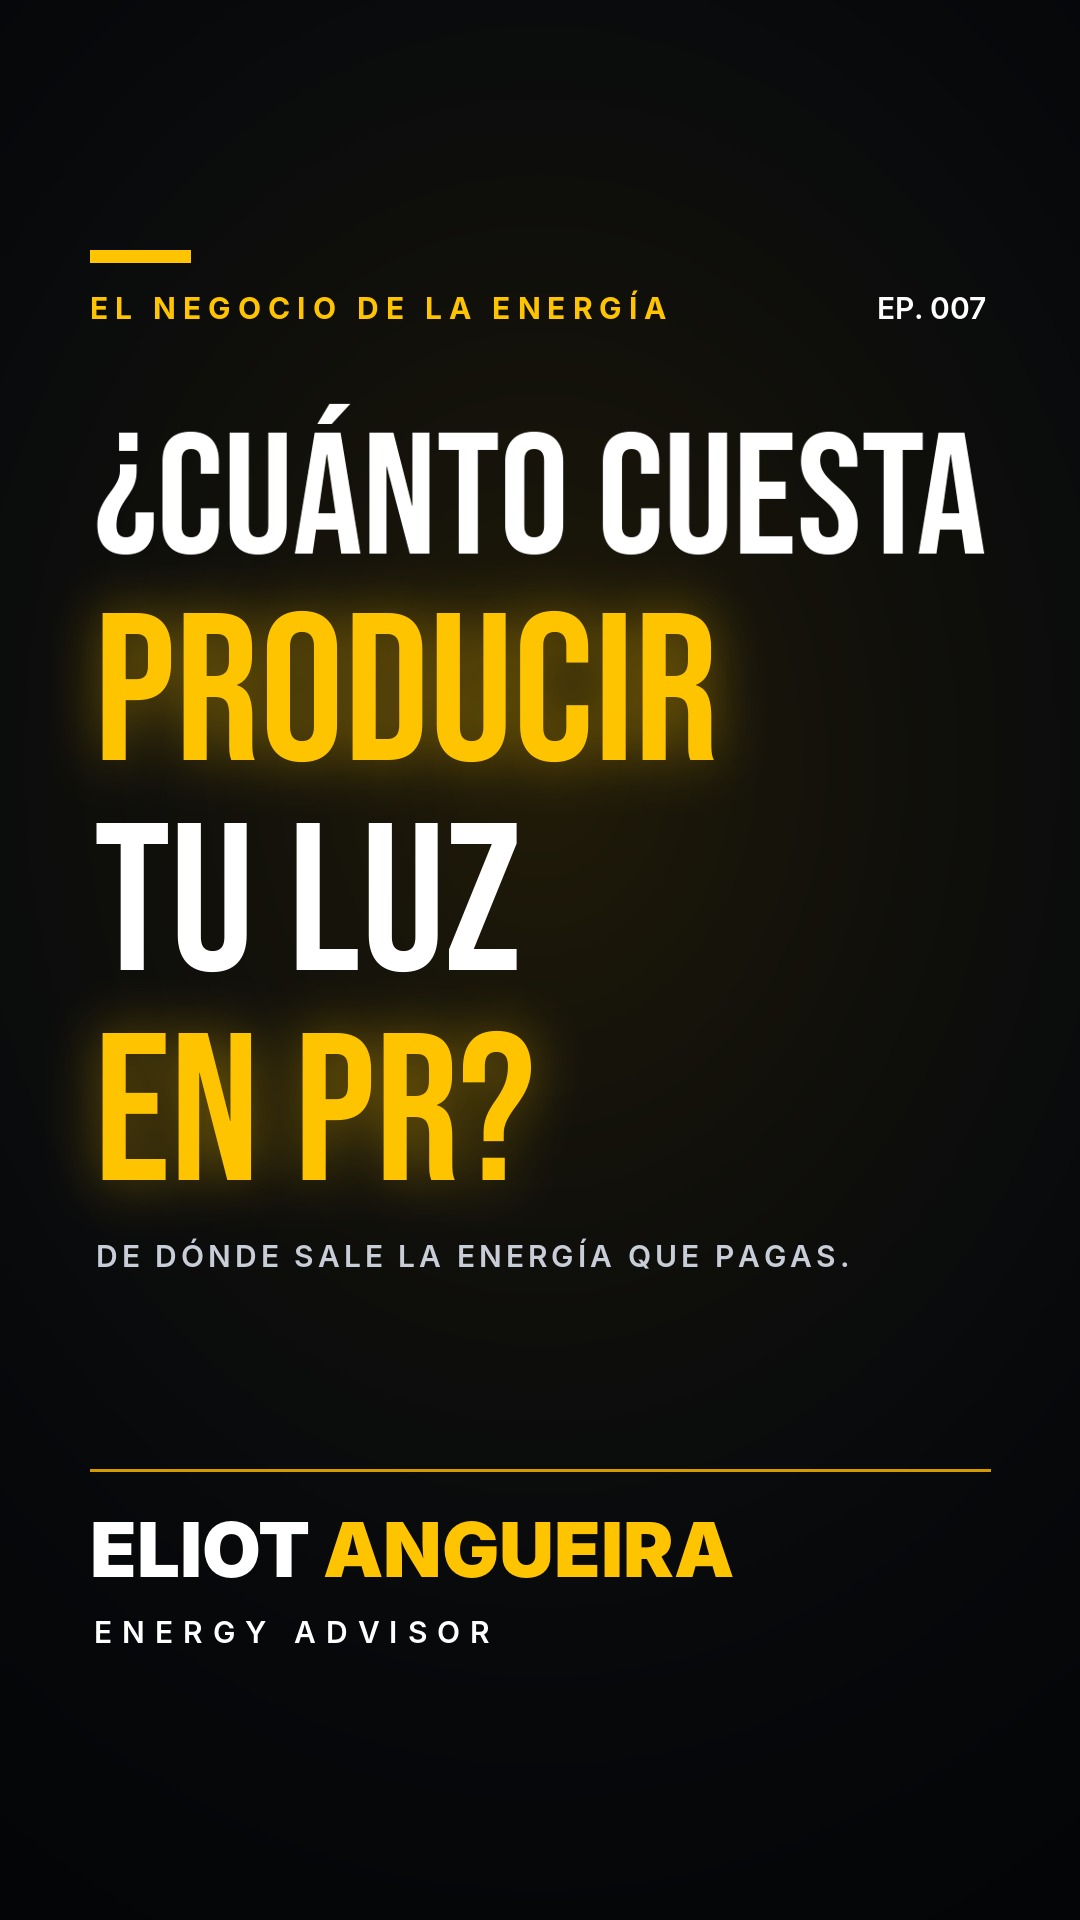 EL NEGOCIO DE LA ENERGÍA
EP. 007
¿CUÁNTO CUESTA
PRODUCIR
TU LUZ
EN PR?
DE DÓNDE SALE LA ENERGÍA QUE PAGAS.
ELIOT ANGUEIRA
ENERGY ADVISOR